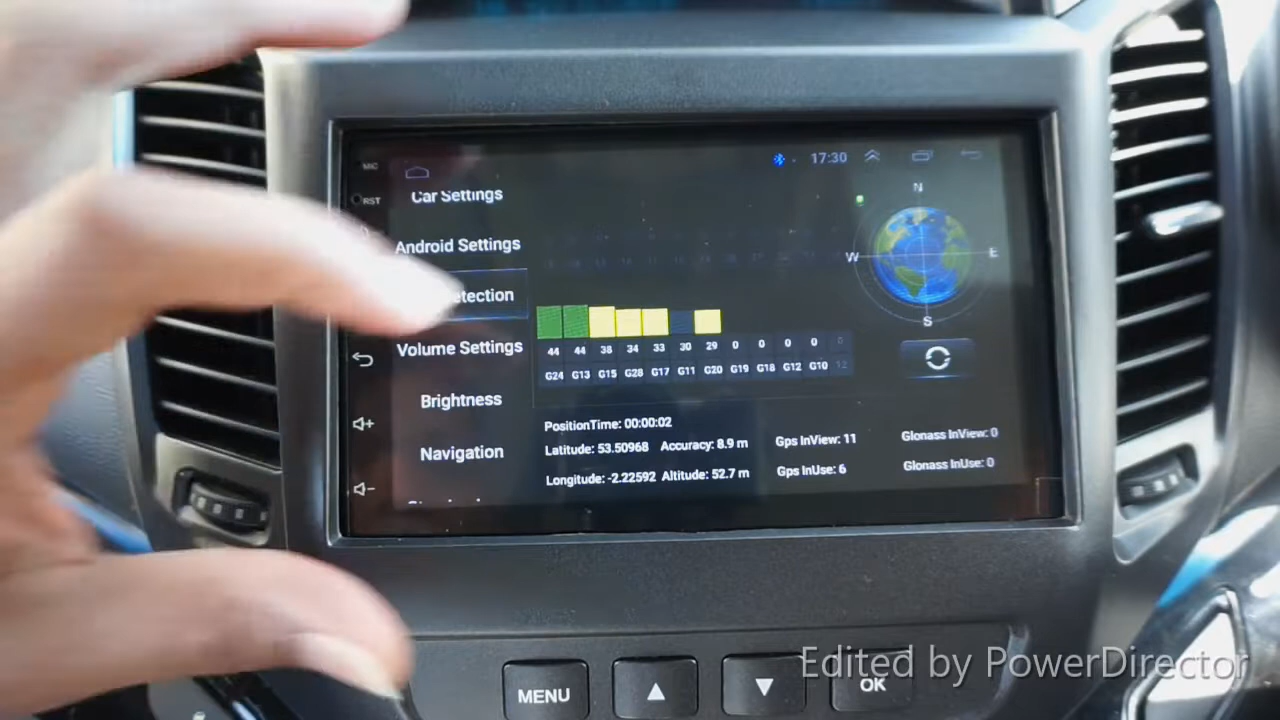 MIC
17:30
RST
Car Settings
N
Android Settings
W
E
etection
S
Volume Settings
44 44 38 34 33 30 29 0 0 0 0 0
G24 G13 G15 G28 G17 G11 G20 G19 G18 G12 G10 12
Brightness
PositionTime: 00:00:02
Latitude: 53.50968 Accuracy: 8.9 m
Gps InView: 11
Glonass InView: 0
Navigation
Longitude: -2.22592 Altitude: 52.7 m
Gps InUse: 6
Glonass InUse: 0
Edited by PowerDirector
MENU
OK